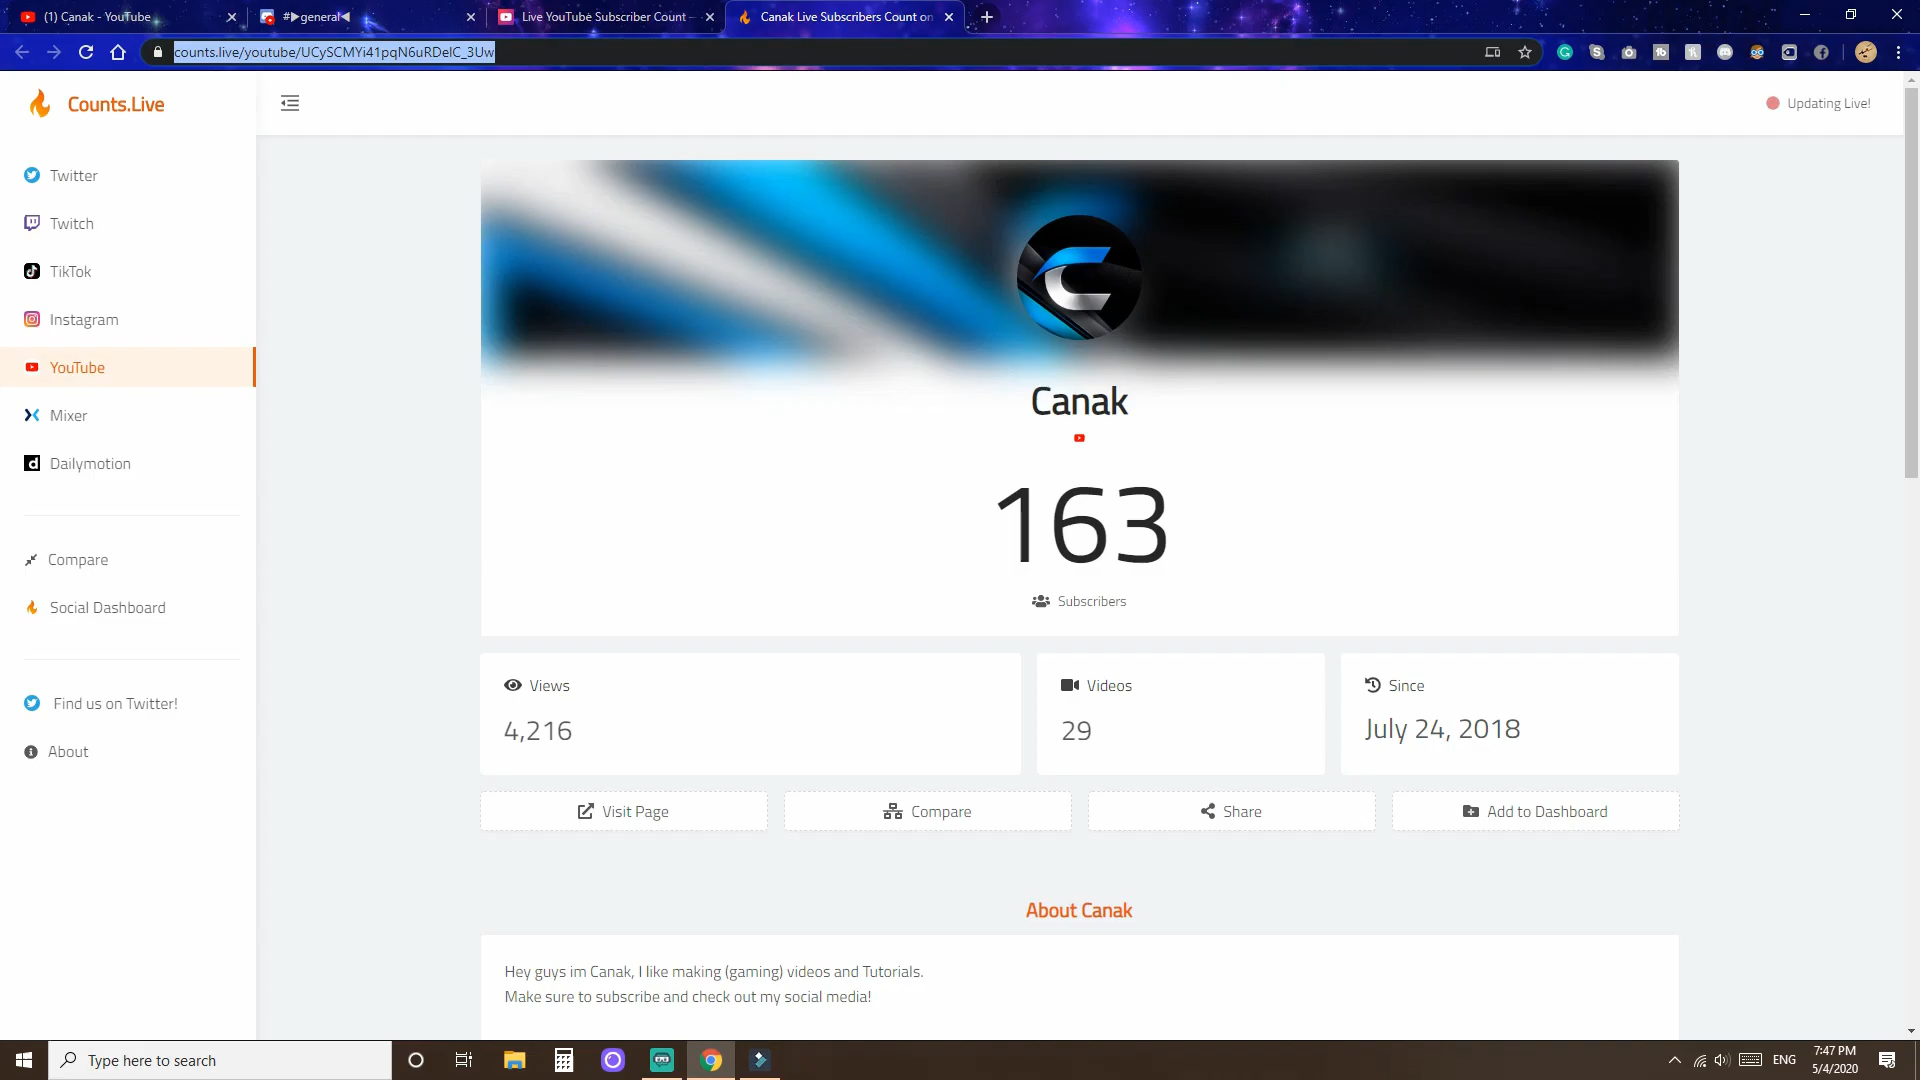 (1) Canak - YouTube
#▶general◀
Live YouTube Subscriber Count -
Canak Live Subscribers Count on
counts.live/youtube/UCySCMYi41pqN6uRDelC_3Uw
Counts.Live
Updating Live!
Twitter
Twitch
TikTok
Instagram
YouTube
Mixer
Dailymotion
Compare
Social Dashboard
Find us on Twitter!
About
Canak
163
Subscribers
Views
4,216
Videos
29
Since
July 24, 2018
Visit Page
Compare
Share
Add to Dashboard
About Canak
Hey guys im Canak, I like making (gaming) videos and Tutorials.
Make sure to subscribe and check out my social media!
Type here to search
ENG
7:47 PM
5/4/2020